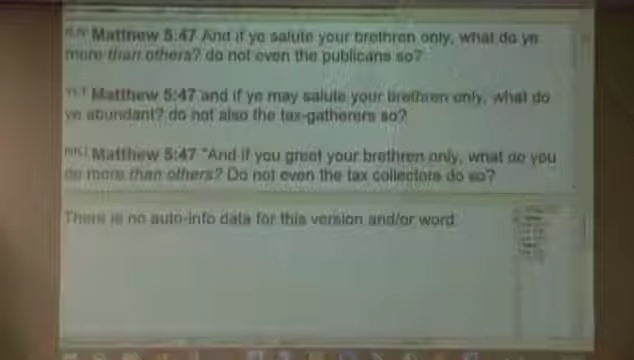 KJV Matthew 5:47 And if ye salute your brethren only, what do ye
more than others? do not even the publicans so?
YLT Matthew 5:47 and if ye may salute your brethren only, what do
ye abundant? do not also the tax-gatherers so?
NKJ Matthew 5:47 "And if you greet your brethren only, what do you
do more than others? Do not even the tax collectors do so?
There is no auto-info data for this version and/or word